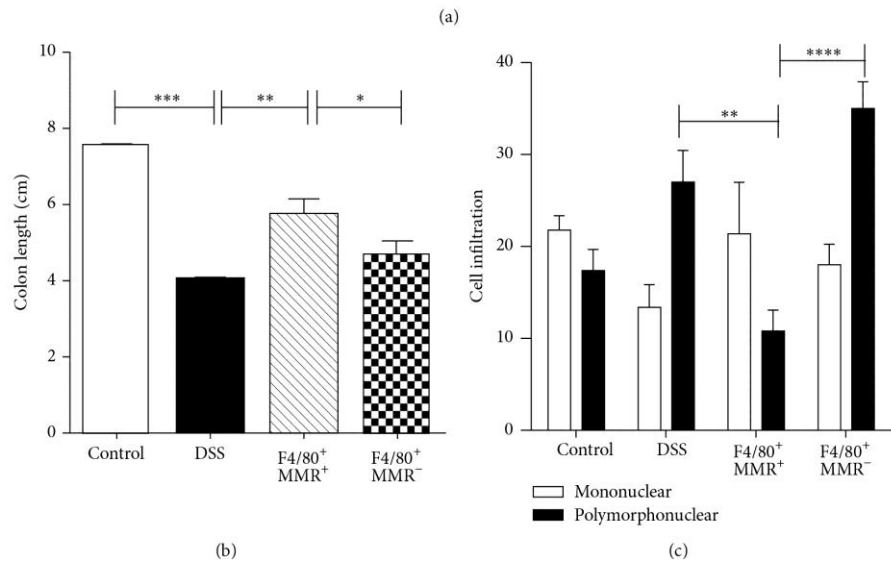 (a)
10
8
6
4
2
0
Colon length (cm)
***
**
*
Control
DSS
F4/80⁺
MMR⁺
F4/80⁺
MMR⁻
(b)
40
30
20
10
0
Cell infiltration
**
****
Control
DSS
F4/80⁺
MMR⁺
F4/80⁺
MMR⁻
Mononuclear
Polymorphonuclear
(c)